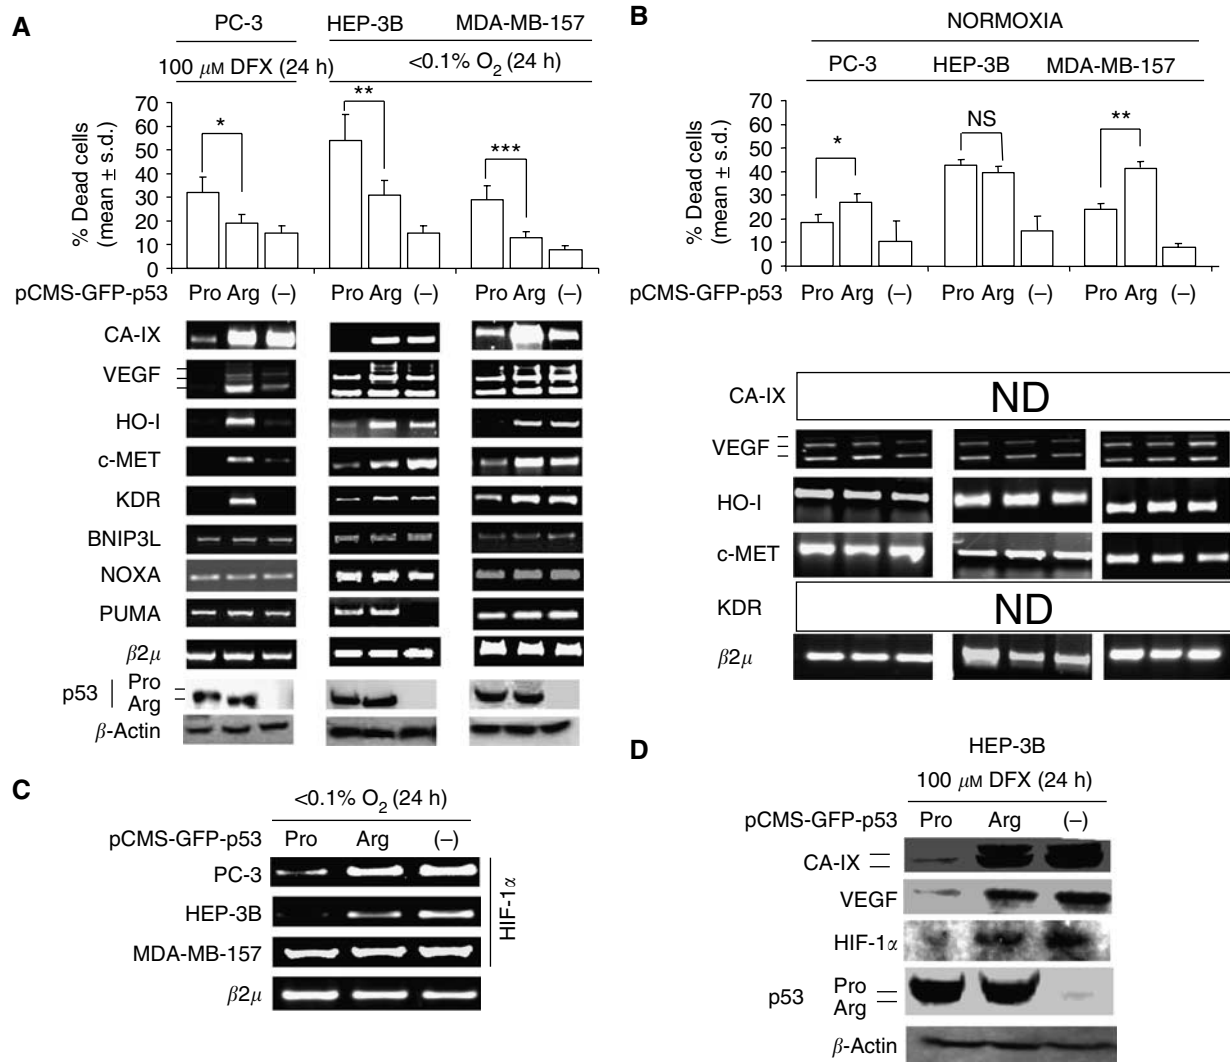 A
PC-3 HEP-3B MDA-MB-157
100 μM DFX (24 h) <0.1% O2 (24 h)
% Dead cells
(mean ± s.d.)
70
60
50
40
30
20
10
0
* ** ***
pCMS-GFP-p53 Pro Arg (–) Pro Arg (–) Pro Arg (–)
CA-IX
VEGF
HO-I
c-MET
KDR
BNIP3L
NOXA
PUMA
β2μ
p53 Pro
Arg
β-Actin
B
NORMOXIA
PC-3 HEP-3B MDA-MB-157
% Dead cells
(mean ± s.d.)
70
60
50
40
30
20
10
0
* NS **
pCMS-GFP-p53 Pro Arg (–) Pro Arg (–) Pro Arg (–)
CA-IX ND
VEGF
HO-I
c-MET
KDR ND
β2μ
C
<0.1% O2 (24 h)
pCMS-GFP-p53 Pro Arg (–)
PC-3
HEP-3B
MDA-MB-157
HIF-1α
β2μ
D
HEP-3B
100 μM DFX (24 h)
pCMS-GFP-p53 Pro Arg (–)
CA-IX
VEGF
HIF-1α
p53 Pro
Arg
β-Actin